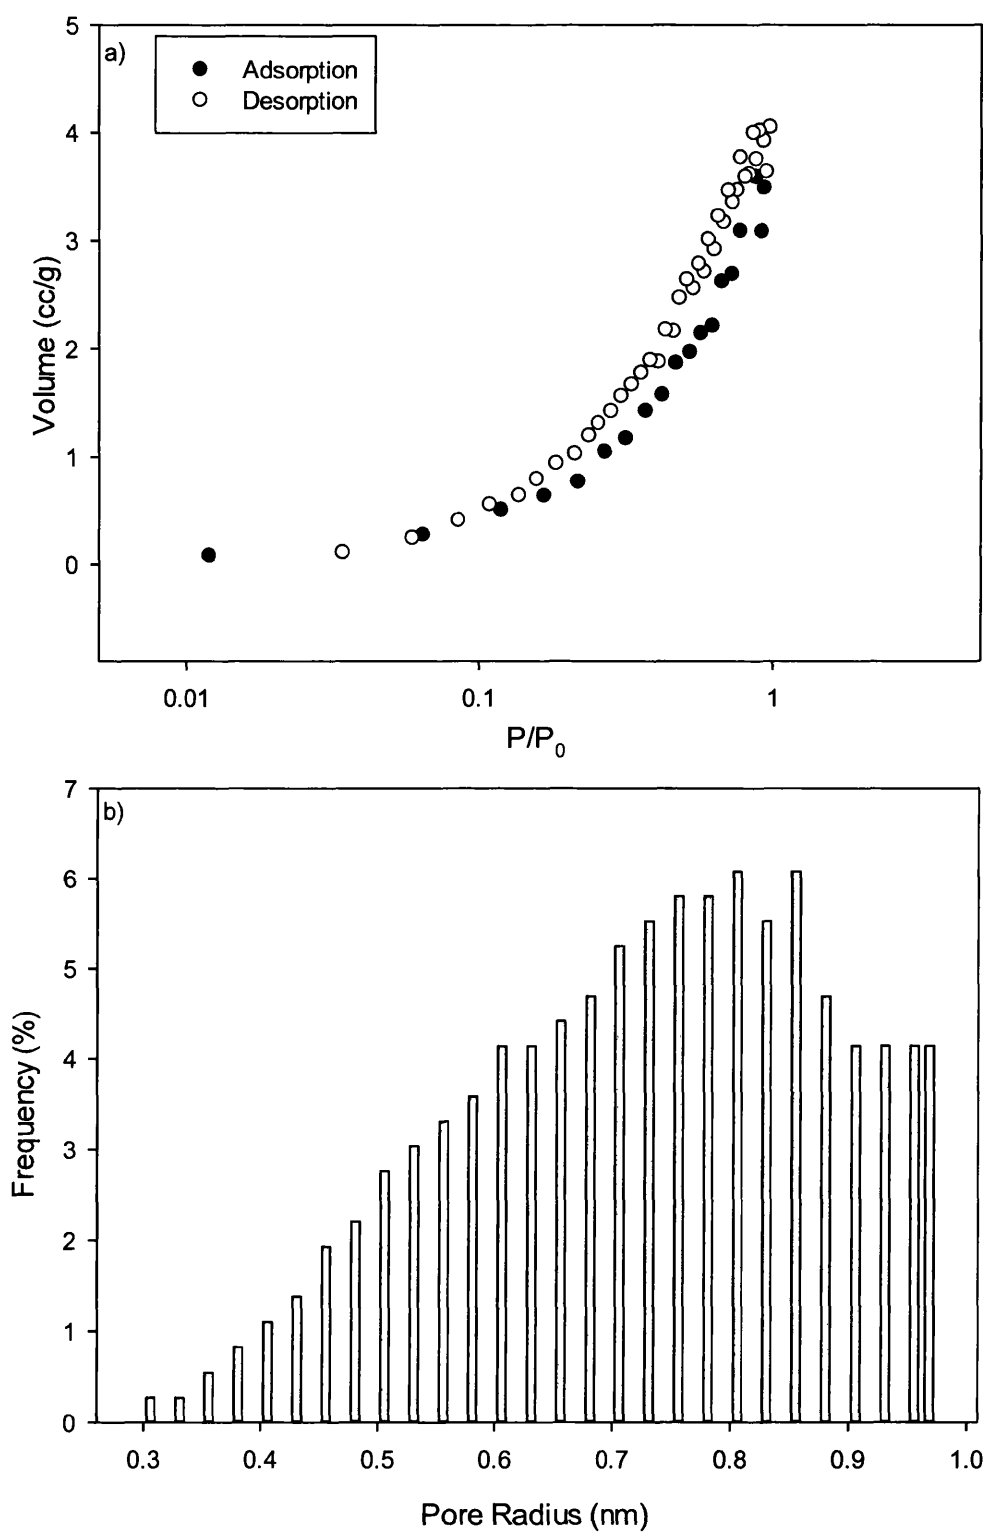 5
a)
Adsorption
Desorption
4
3
2
1
0
Volume (cc/g)
0.01 0.1 1
P/P0
7
b)
6
5
4
3
2
1
0
Frequency (%)
0.3 0.4 0.5 0.6 0.7 0.8 0.9 1.0
Pore Radius (nm)